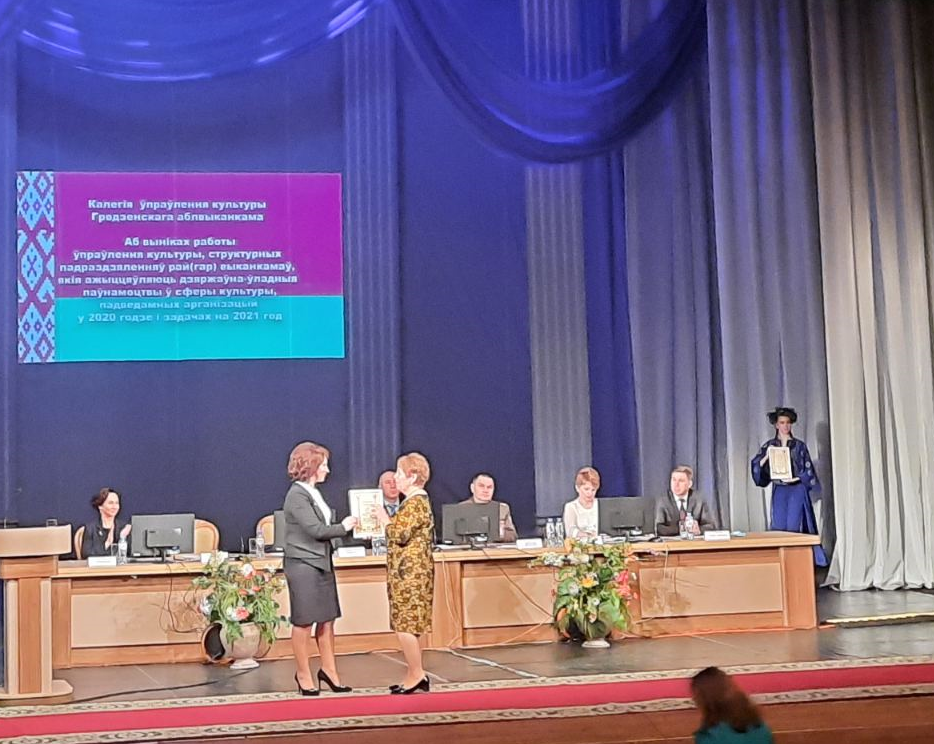 Калегія ўпраўлення культуры
Гродзенскага аблвыканкама
Аб выніках работы
ўпраўлення культуры, структурных
падраздзяленняў рай(гар) выканкамаў,
якія ажыццяўляюць дзяржаўна-ўладныя
паўнамоцтвы ў сферы культуры,
падведамных арганізацый
у 2020 годзе і задачах на 2021 год